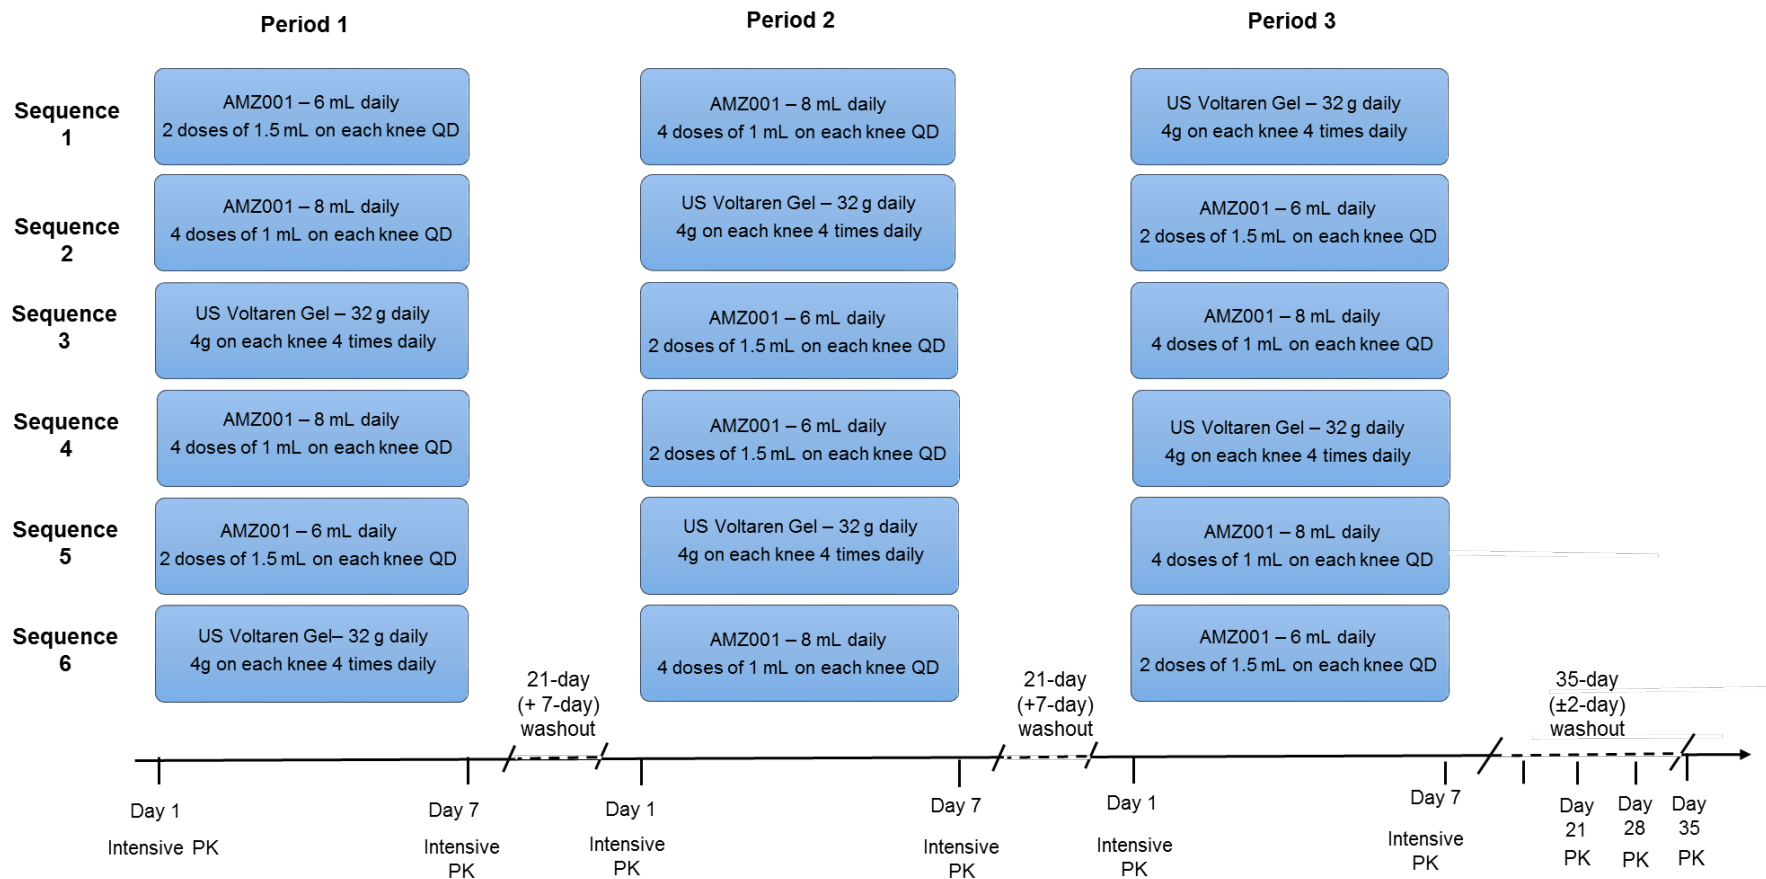 Period 1
Period 2
Period 3
Sequence
1
AMZ001 – 6 mL daily
2 doses of 1.5 mL on each knee QD
AMZ001 – 8 mL daily
4 doses of 1 mL on each knee QD
US Voltaren Gel – 32 g daily
4g on each knee 4 times daily
Sequence
2
AMZ001 – 8 mL daily
4 doses of 1 mL on each knee QD
US Voltaren Gel – 32 g daily
4g on each knee 4 times daily
AMZ001 – 6 mL daily
2 doses of 1.5 mL on each knee QD
Sequence
3
US Voltaren Gel – 32 g daily
4g on each knee 4 times daily
AMZ001 – 6 mL daily
2 doses of 1.5 mL on each knee QD
AMZ001 – 8 mL daily
4 doses of 1 mL on each knee QD
Sequence
4
AMZ001 – 8 mL daily
4 doses of 1 mL on each knee QD
AMZ001 – 6 mL daily
2 doses of 1.5 mL on each knee QD
US Voltaren Gel – 32 g daily
4g on each knee 4 times daily
Sequence
5
AMZ001 – 6 mL daily
2 doses of 1.5 mL on each knee QD
US Voltaren Gel – 32 g daily
4g on each knee 4 times daily
AMZ001 – 8 mL daily
4 doses of 1 mL on each knee QD
Sequence
6
US Voltaren Gel– 32 g daily
4g on each knee 4 times daily
AMZ001 – 8 mL daily
4 doses of 1 mL on each knee QD
AMZ001 – 6 mL daily
2 doses of 1.5 mL on each knee QD
21-day
(+ 7-day)
washout
21-day
(+7-day)
washout
35-day
(±2-day)
washout
Day 1
Intensive PK
Day 7
Intensive
PK
Day 1
Intensive
PK
Day 7
Intensive
PK
Day 1
Intensive
PK
Day 7
Intensive
PK
Day
21
PK
Day
28
PK
Day
35
PK